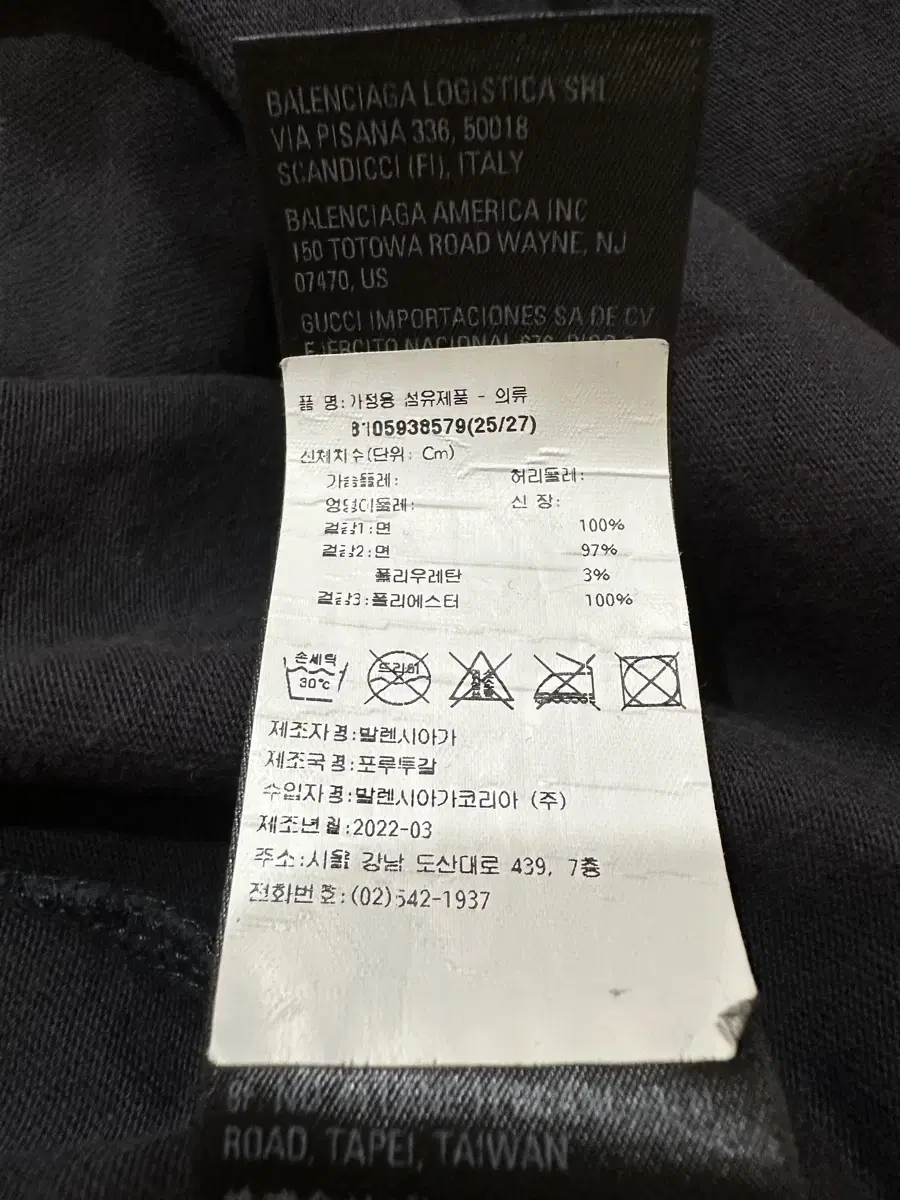 BALENCIAGA LOGISTICA SRL
VIA PISANA 336, 50018
SCANDICCI (FI), ITALY
BALENCIAGA AMERICA INC
150 TOTOWA ROAD WAYNE, NJ
07470, US
GUCCI IMPORTACIONES SA DE CV
EJERCITO NACIONAL
품 명:가정용 섬유제품 - 의류
8105938579(25/27)
신체치수(단위: Cm)
가슴둘레: 허리둘레:
엉덩이둘레: 신 장:
겉감1:면 100%
겉감2:면 97%
폴리우레탄 3%
겉감3:폴리에스터 100%
손세탁 드라이
30℃
제조자명:발렌시아가
제조국명:포루투갈
수입자명:발렌시아가코리아 (주)
제조년월:2022-03
주소:서울 강남 도산대로 439, 7층
전화번호:(02)542-1937
ROAD, TAPEI, TAIWAN